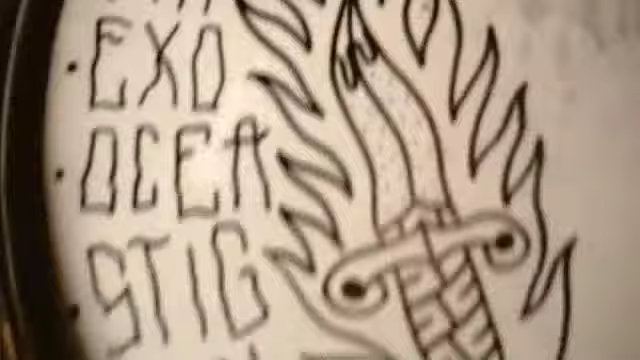 · EXO
· OCEA
· STIG